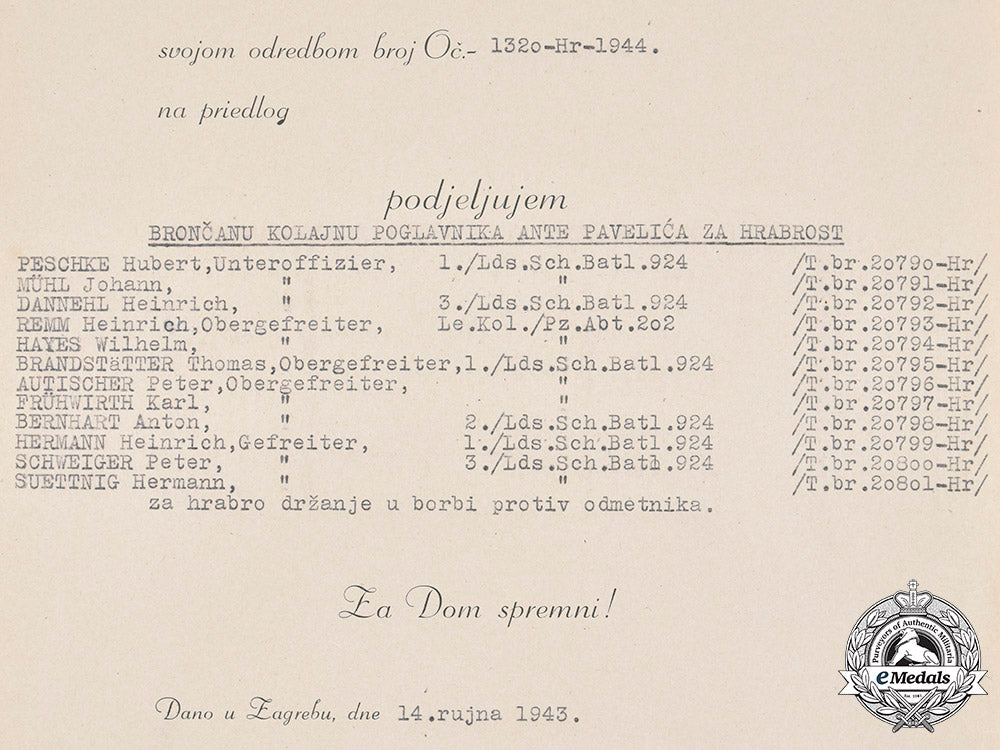 svojom odredbom broj Oč.- 132o-Hr-1944.
na priedlog
podjeljujem
BRONČANU KOLAJNU POGLAVNIKA ANTE PAVELIĆA ZA HRABROST
PESCHKE Hubert,Unteroffizier, 1./Lds.Sch.Batl.924 /T.br.2o79o-Hr/
MÜHL Johann, " " /T.br.2o791-Hr/
DANNEHL Heinrich, " 3./Lds.Sch.Batl.924 /T.br.2o792-Hr/
REMM Heinrich,Obergefreiter, Le.Kol./Pz.Abt.2o2 /T.br.2o793-Hr/
HAYES Wilhelm, " " /T.br.2o794-Hr/
BRANDSTäTTER Thomas,Obergefreiter,1./Lds.Sch.Batl.924 /T.br.2o795-Hr/
AUTISCHER Peter,Obergefreiter, " /T.br.2o796-Hr/
FRÜHWIRTH Karl, " " /T.br.2o797-Hr/
BERNHART Anton, " 2./Lds.Sch.Batl.924 /T.br.2o798-Hr/
HERMANN Heinrich,Gefreiter, 1./Lds.Sch.Batl.924 /T.br.2o799-Hr/
SCHWEIGER Peter, " 3./Lds.Sch.Batl.924 /T.br.2o8oo-Hr/
SUETTNIG Hermann, " " /T.br.2o8o1-Hr/
za hrabro držanje u borbi protiv odmetnika.
Za Dom spremni!
Dano u Zagrebu, dne 14.rujna 1943.
Purveyors of Authentic Militaria
eMedals